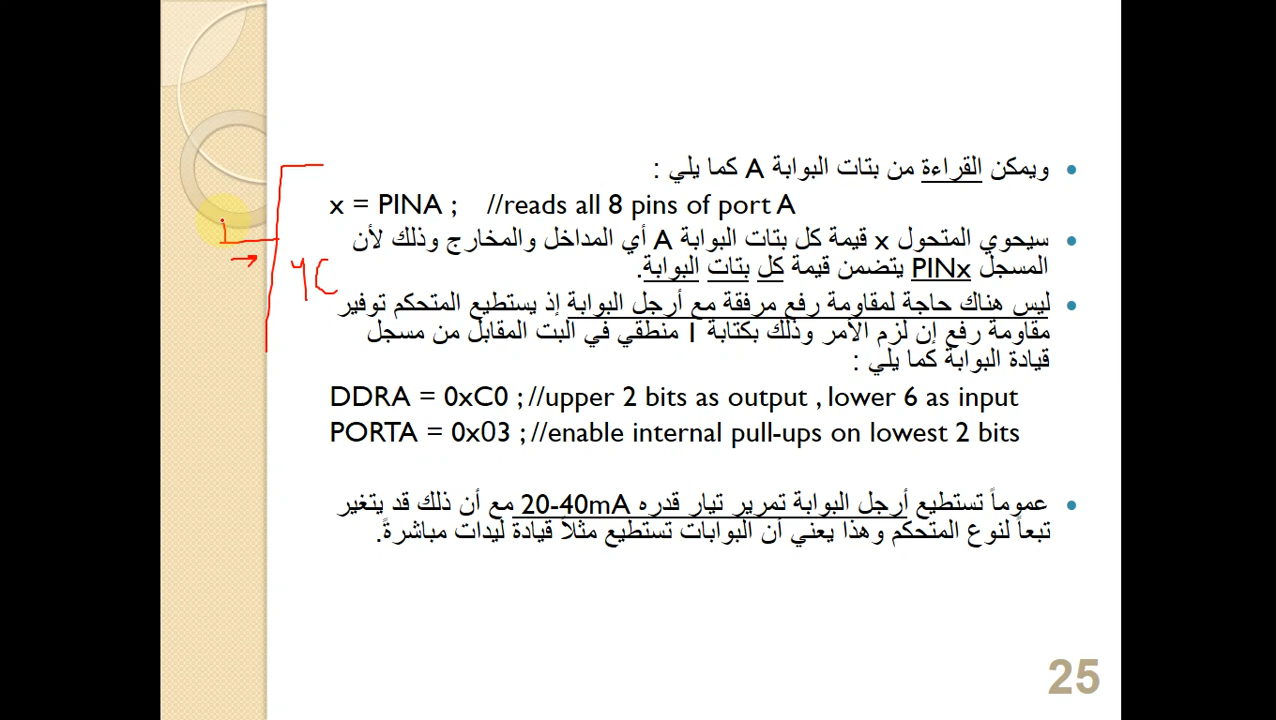 ويمكن القراءة من بتات البوابة A كما يلي :
x = PINA ; //reads all 8 pins of port A
سيحوي المتحول x قيمة كل بتات البوابة A أي المداخل والمخارج وذلك لأن
المسجل PINx يتضمن قيمة كل بتات البوابة.
ليس هناك حاجة لمقاومة رفع مرفقة مع أرجل البوابة إذ يستطيع المتحكم توفير
مقاومة رفع إن لزم الأمر وذلك بكتابة 1 منطقي في البت المقابل من مسجل
قيادة البوابة كما يلي :
DDRA = 0xC0 ; //upper 2 bits as output , lower 6 as input
PORTA = 0x03 ; //enable internal pull-ups on lowest 2 bits
عموماً تستطيع أرجل البوابة تمرير تيار قدره 20-40mA مع أن ذلك قد يتغير
تبعاً لنوع المتحكم وهذا يعني أن البوابات تستطيع مثلاً قيادة ليدات مباشرةً.
i
μC
25